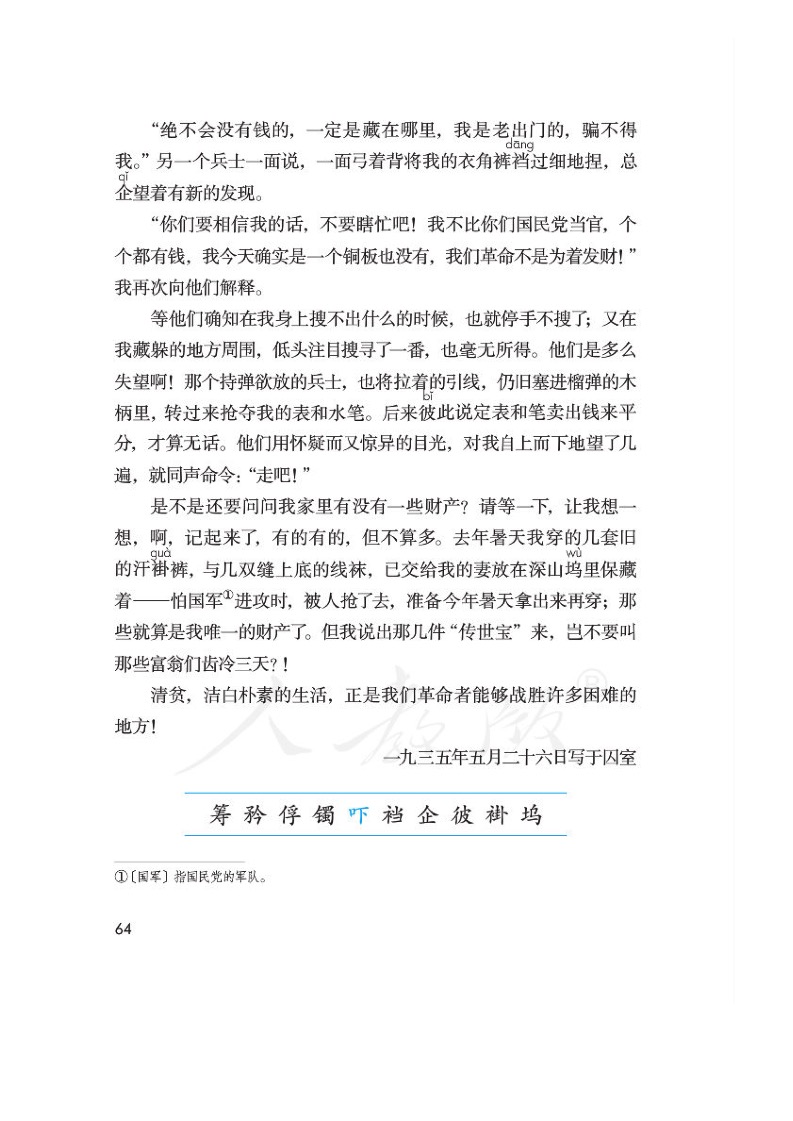 “绝不会没有钱的，一定是藏在哪里，我是老出门的，骗不得
dāng
我。”另一个兵士一面说，一面弓着背将我的衣角裤裆过细地捏，总
qǐ
企望着有新的发现。
“你们要相信我的话，不要瞎忙吧！我不比你们国民党当官，个
个都有钱，我今天确实是一个铜板也没有，我们革命不是为着发财！”
我再次向他们解释。
等他们确知在我身上搜不出什么的时候，也就停手不搜了；又在
我藏躲的地方周围，低头注目搜寻了一番，也毫无所得。他们是多么
失望啊！那个持弹欲放的兵士，也将拉着的引线，仍旧塞进榴弹的木
bǐ
柄里，转过来抢夺我的表和水笔。后来彼此说定表和笔卖出钱来平
分，才算无话。他们用怀疑而又惊异的目光，对我自上而下地望了几
遍，就同声命令：“走吧！”
是不是还要问问我家里有没有一些财产？请等一下，让我想一
想，啊，记起来了，有的有的，但不算多。去年暑天我穿的几套旧
guà wù
的汗褂裤，与几双缝上底的线袜，已交给我的妻放在深山坞里保藏
着——怕国军①进攻时，被人抢了去，准备今年暑天拿出来再穿；那
些就算是我唯一的财产了。但我说出那几件“传世宝”来，岂不要叫
那些富翁们齿冷三天？！
清贫，洁白朴素的生活，正是我们革命者能够战胜许多困难的
地方！
一九三五年五月二十六日写于囚室
筹 矜 俘 镯 吓 裆 企 彼 褂 坞
①〔国军〕指国民党的军队。
64
人教版®